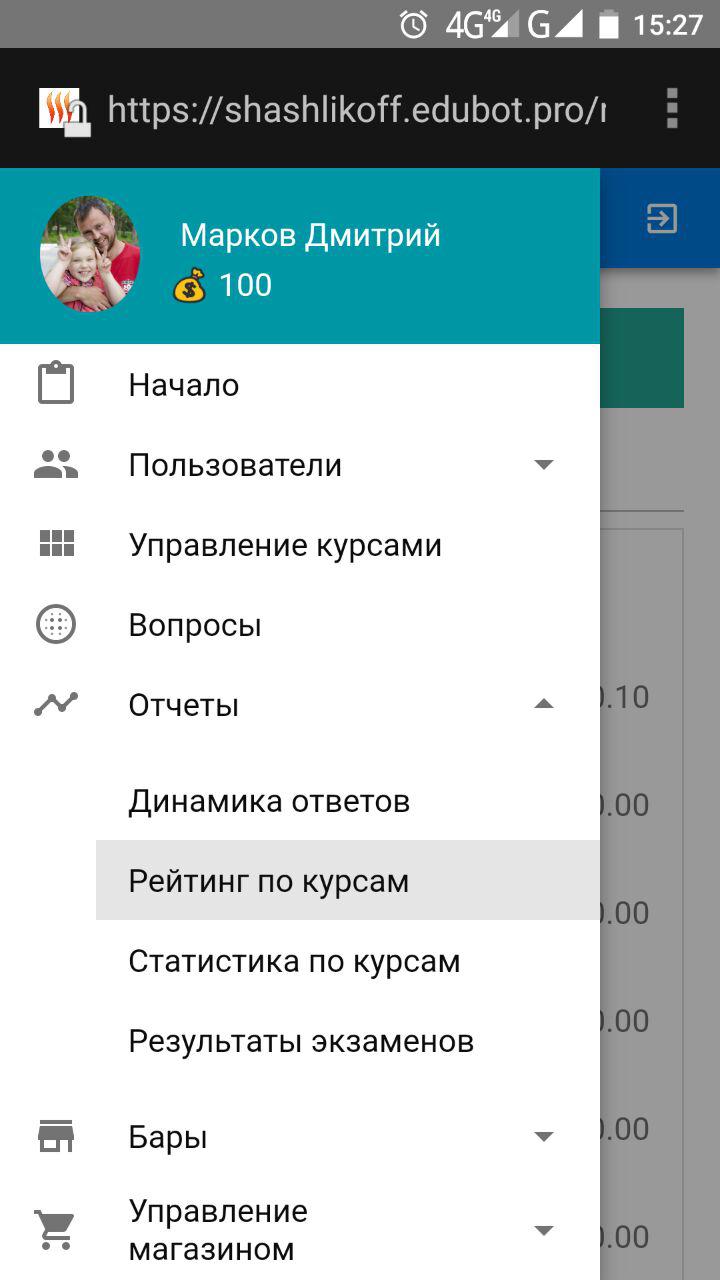 4G 4G G 15:27
https://shashlikoff.edubot.pro/
Марков Дмитрий
100
Начало
Пользователи
Управление курсами
Вопросы
Отчеты
.10
Динамика ответов
.00
Рейтинг по курсам
.00
Статистика по курсам
.00
Результаты экзаменов
Бары
.00
Управление
магазином
.00